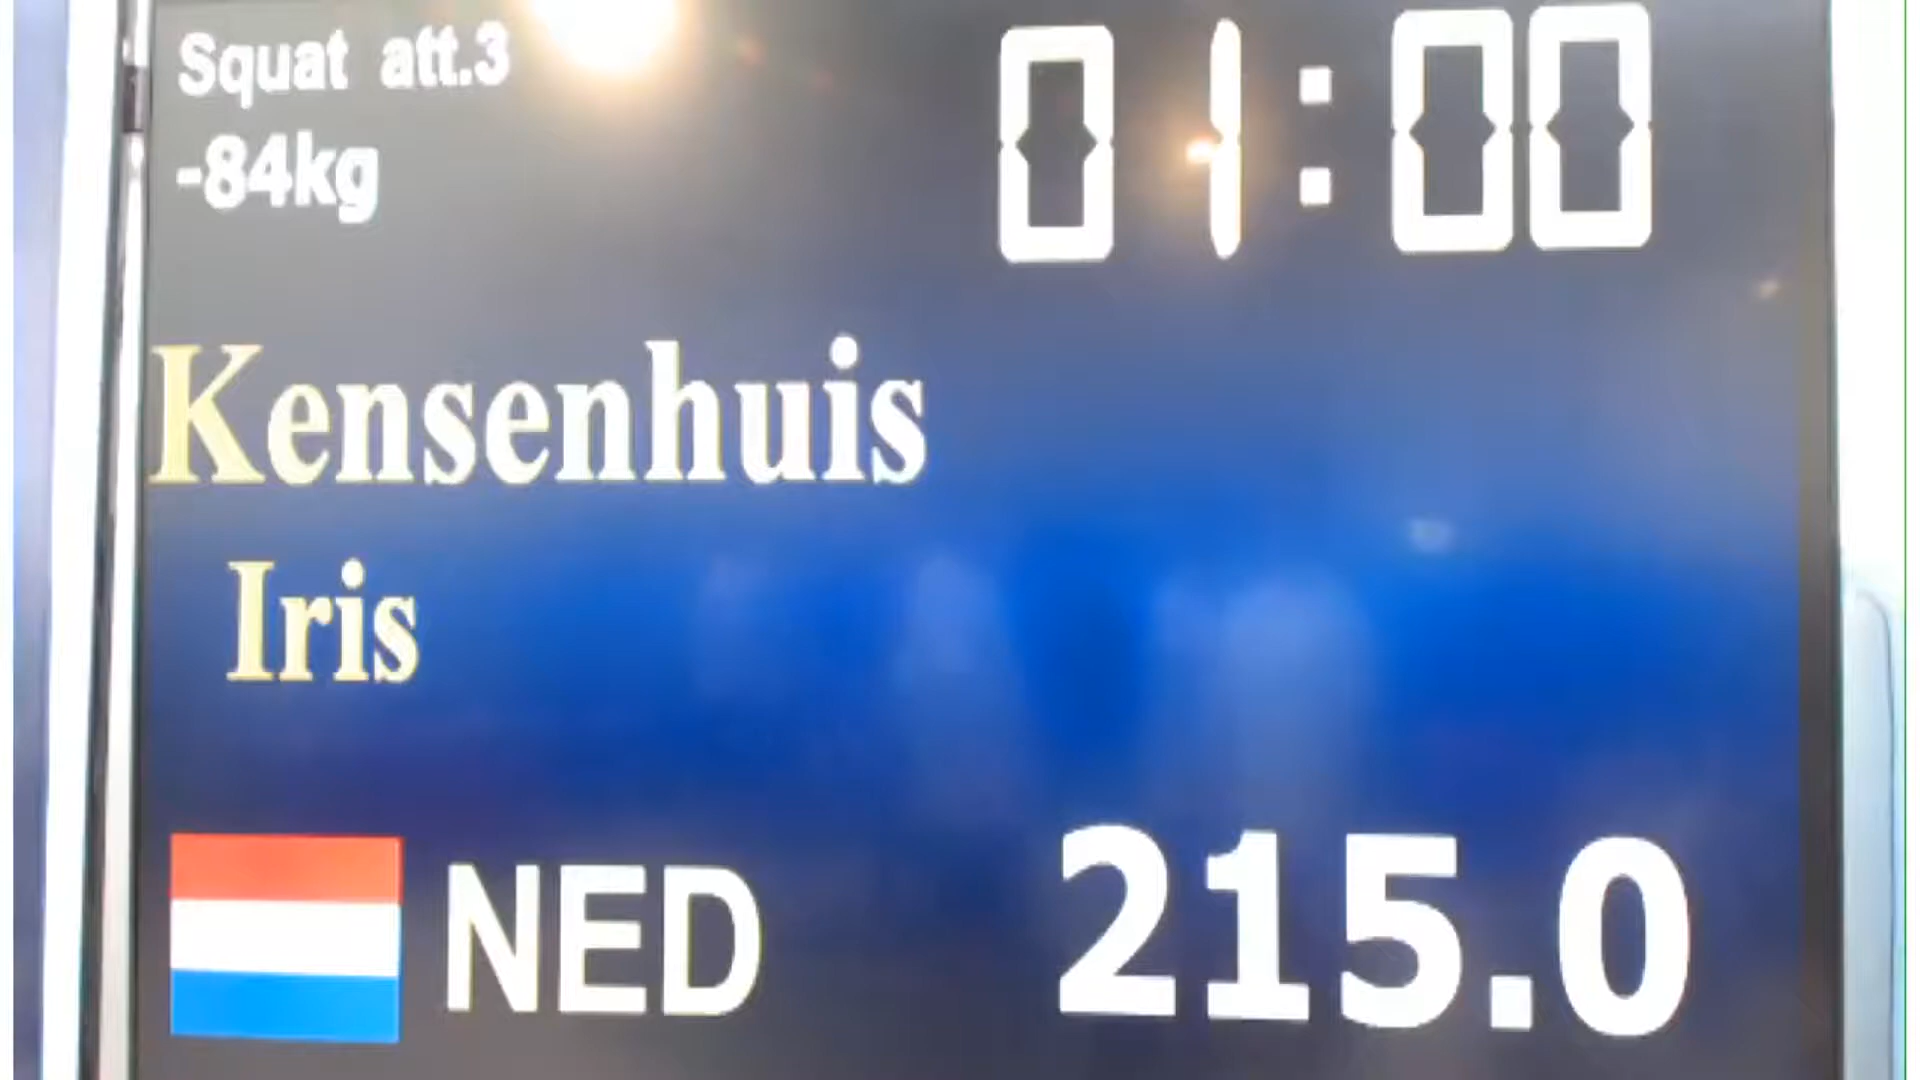 Squat att.3
01:00
-84kg
Kensenhuis
Iris
NED
215.0